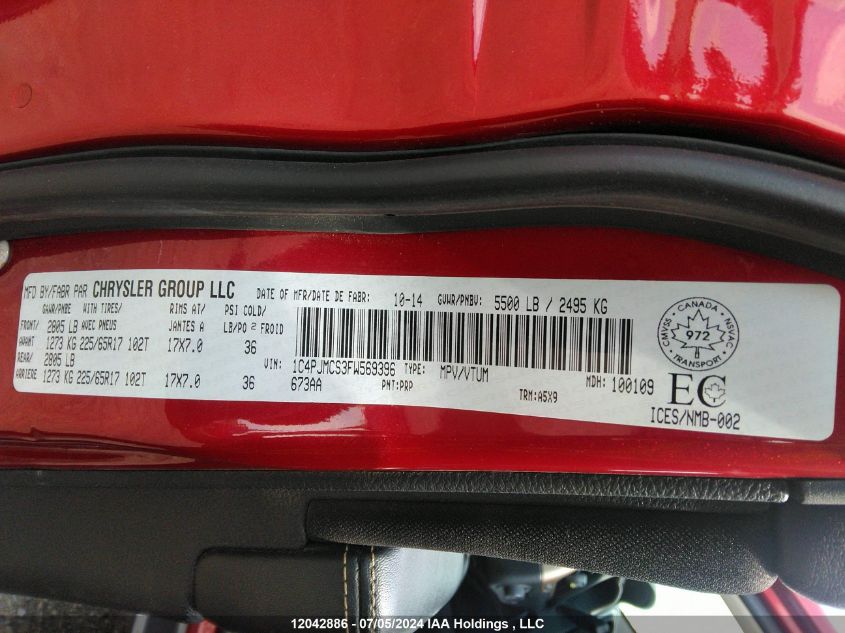 MFD BY/FABR PAR CHRYSLER GROUP LLC DATE OF MFR/DATE DE FABR: 10-14 GVWR/PNBV: 5500 LB / 2495 KG
GAWR/PNBE WITH TIRES/ RIMS AT/ PSI COLD/
FRONT/ 2805 LB AVEC PNEUS JANTES A LB/PO 2 FROID
AVANT 1273 KG 225/65R17 102T 17X7.0 36
REAR/ 2805 LB
ARRIERE 1273 KG 225/65R17 102T 17X7.0 36
VIN: 1C4PJMCS3FW569396 TYPE: MPV/VTUM MDH: 100109
673AA PNT:PRP TRM:A5X9
CANADA
CMVSS 972 NSVAC
TRANSPORT
EC
ICES/NMB-002
12042886 - 07/05/2024 IAA Holdings , LLC